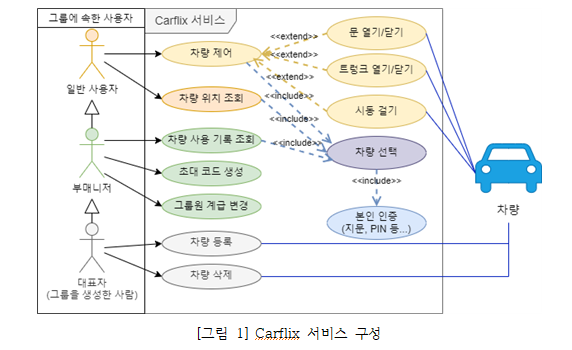 그룹에 속한 사용자
Carflix 서비스
일반 사용자
부매니저
대표자
(그룹을 생성한 사람)
차량 제어
차량 위치 조회
차량 사용 기록 조회
초대 코드 생성
그룹원 계급 변경
차량 등록
차량 삭제
<<extend>>
<<extend>>
<<extend>>
<<include>>
<<include>>
<<include>>
문 열기/닫기
트렁크 열기/닫기
시동 걸기
차량 선택
<<include>>
본인 인증
(지문, PIN 등...)
차량
[그림 1] Carflix 서비스 구성